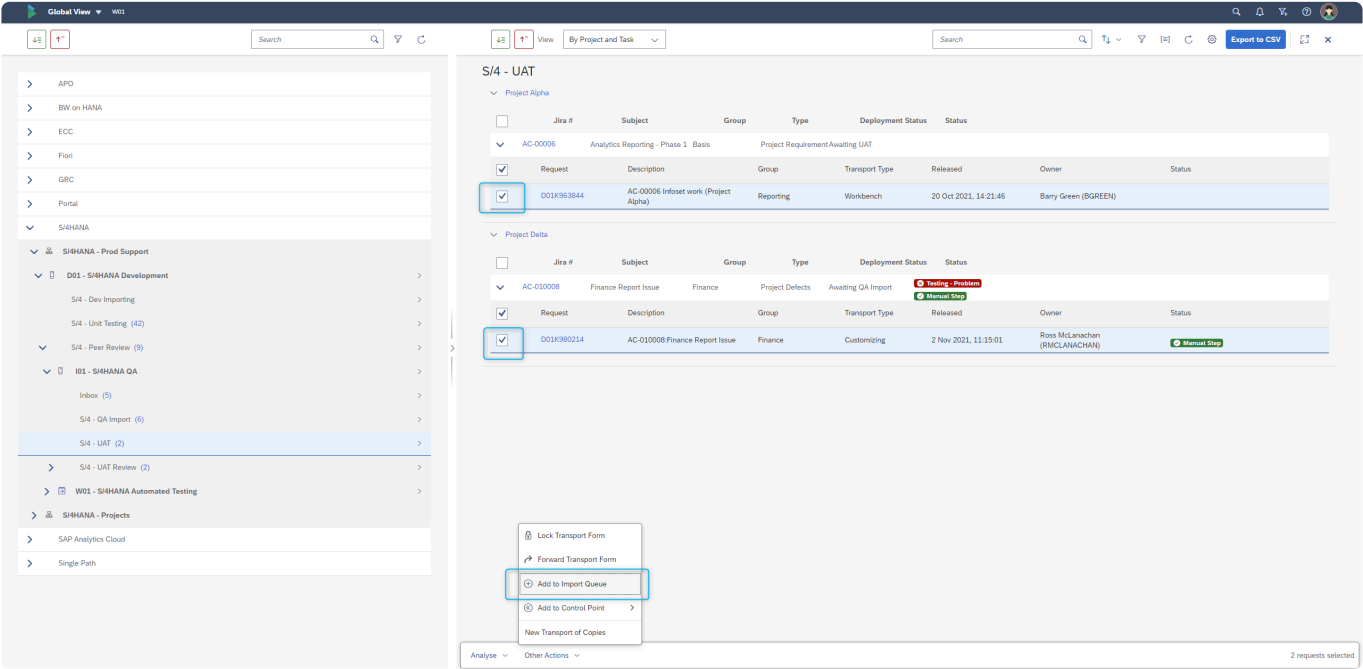 Global View W01
Search
View By Project and Task Search Export to CSV
APO
BW on HANA
ECC
Fiori
GRC
Portal
S/4HANA
S/4HANA - Prod Support
D01 - S/4HANA Development
S/4 - Dev Importing
S/4 - Unit Testing (42)
S/4 - Peer Review (9)
I01 - S/4HANA QA
Inbox (5)
S/4 - QA Import (6)
S/4 - UAT (2)
S/4 - UAT Review (2)
W01 - S/4HANA Automated Testing
S/4HANA - Projects
SAP Analytics Cloud
Single Path
S/4 - UAT
Project Alpha
Jira # Subject Group Type Deployment Status Status
AC-00006 Analytics Reporting - Phase 1 Basis Project Requirement Awaiting UAT
Request Description Group Transport Type Released Owner Status
D01K963844 AC-00006 Infoset work (Project Reporting Workbench 20 Oct 2021, 14:21:46 Barry Green (BGREEN)
Alpha)
Project Delta
Jira # Subject Group Type Deployment Status Status
AC-010008 Finance Report Issue Finance Project Defects Awaiting QA Import Testing - Problem
Manual Step
Request Description Group Transport Type Released Owner Status
D01K980214 AC-010008:Finance Report Issue Finance Customizing 2 Nov 2021, 11:15:01 Ross McLanachan Manual Step
(RMCLANACHAN)
Lock Transport Form
Forward Transport Form
Add to Import Queue
Add to Control Point
New Transport of Copies
Analyse Other Actions 2 requests selected